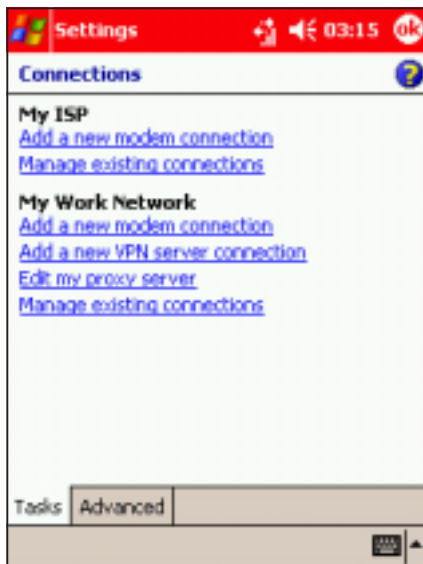 Settings 03:15 ok
Connections ?
My ISP
Add a new modem connection
Manage existing connections
My Work Network
Add a new modem connection
Add a new VPN server connection
Edit my proxy server
Manage existing connections
Tasks Advanced